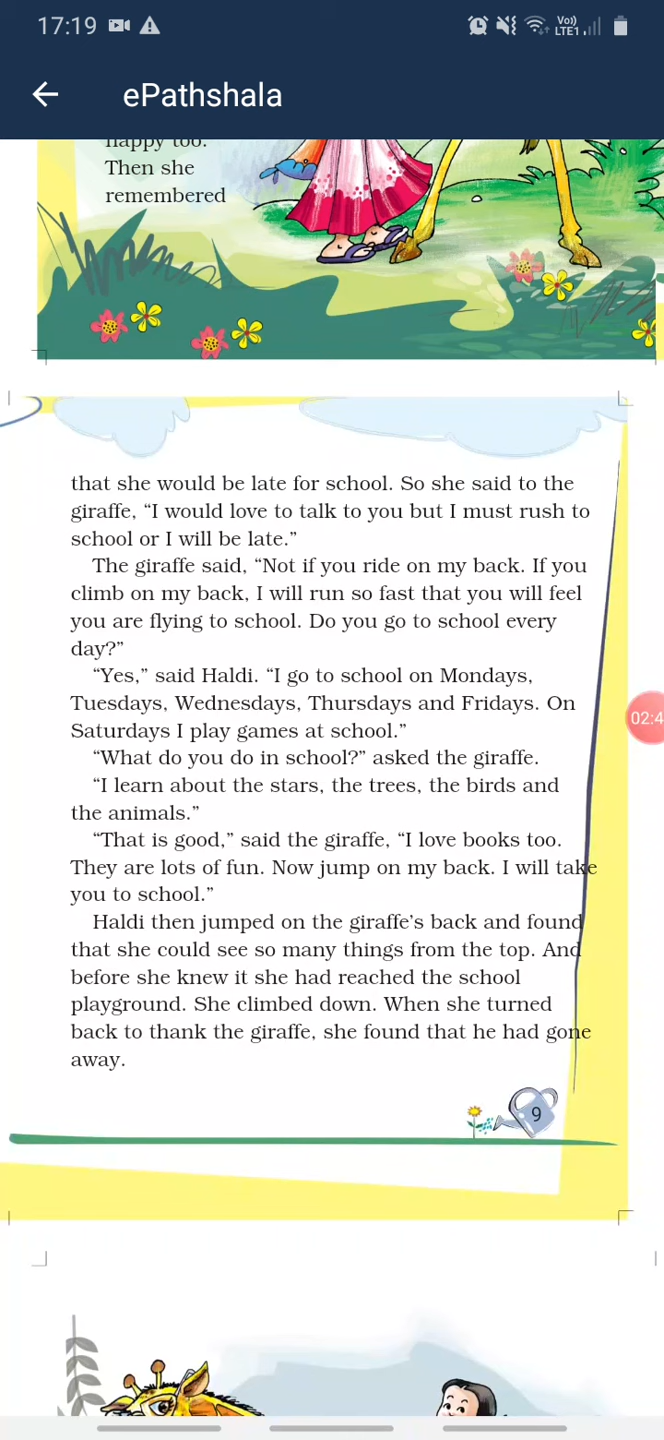 17:19
Vo))
LTE1
ePathshala
happy too.
Then she
remembered
that she would be late for school. So she said to the
giraffe, “I would love to talk to you but I must rush to
school or I will be late.”
The giraffe said, “Not if you ride on my back. If you
climb on my back, I will run so fast that you will feel
you are flying to school. Do you go to school every
day?”
“Yes,” said Haldi. “I go to school on Mondays,
Tuesdays, Wednesdays, Thursdays and Fridays. On
Saturdays I play games at school.”
“What do you do in school?” asked the giraffe.
“I learn about the stars, the trees, the birds and
the animals.”
“That is good,” said the giraffe, “I love books too.
They are lots of fun. Now jump on my back. I will take
you to school.”
Haldi then jumped on the giraffe’s back and found
that she could see so many things from the top. And
before she knew it she had reached the school
playground. She climbed down. When she turned
back to thank the giraffe, she found that he had gone
away.
9
02:4